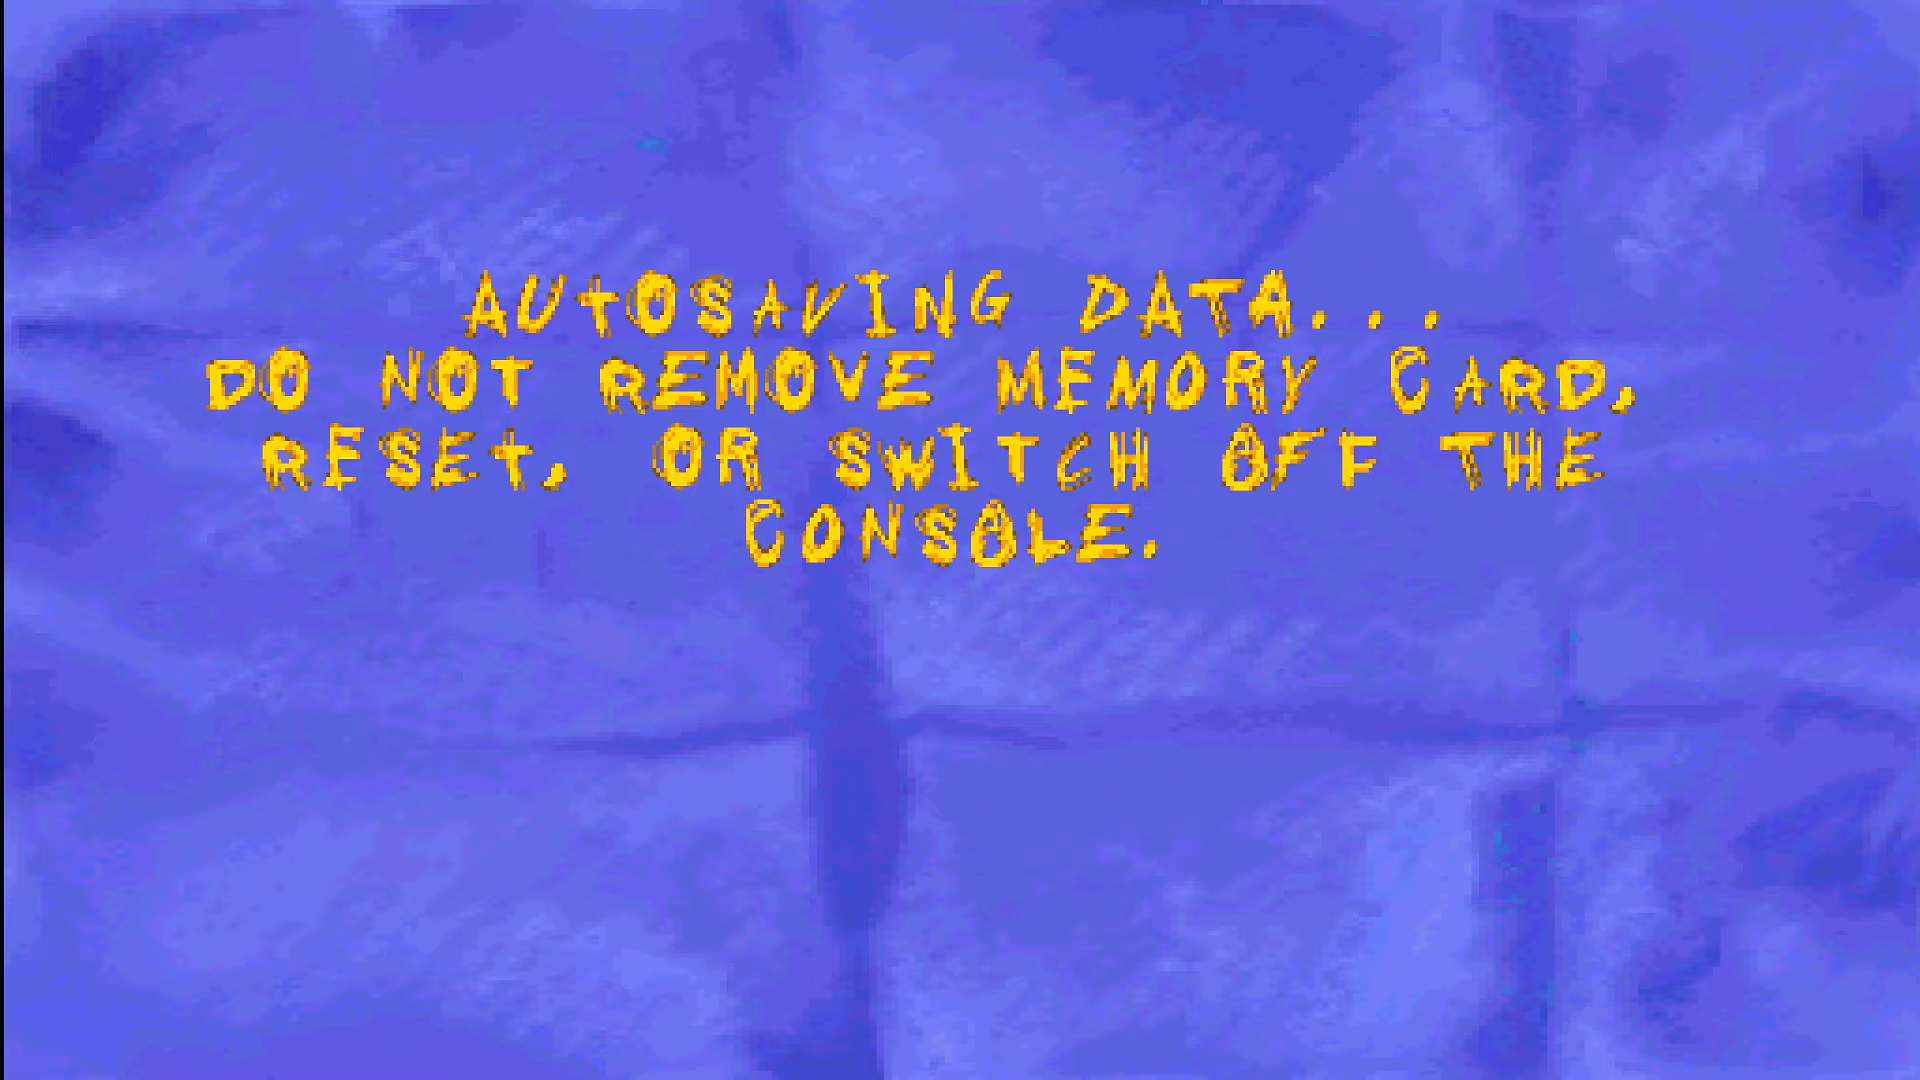 AUTOSAVING DATA...
DO NOT REMOVE MEMORY CARD,
RESET, OR SWITCH OFF THE
CONSOLE.